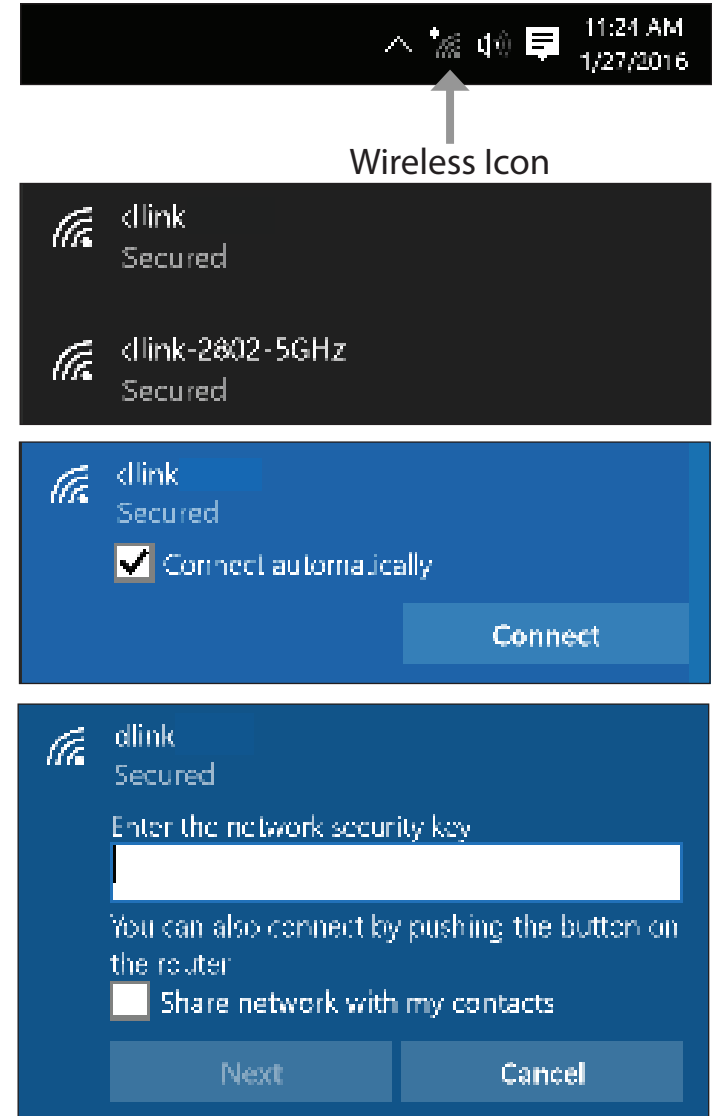 11:24 AM
1/27/2016
Wireless Icon
dlink
Secured
dlink-2802-5GHz
Secured
dlink
Secured
Connect automatically
Connect
dlink
Secured
Enter the network security key
You can also connect by pushing the button on
the router
Share network with my contacts
Next
Cancel